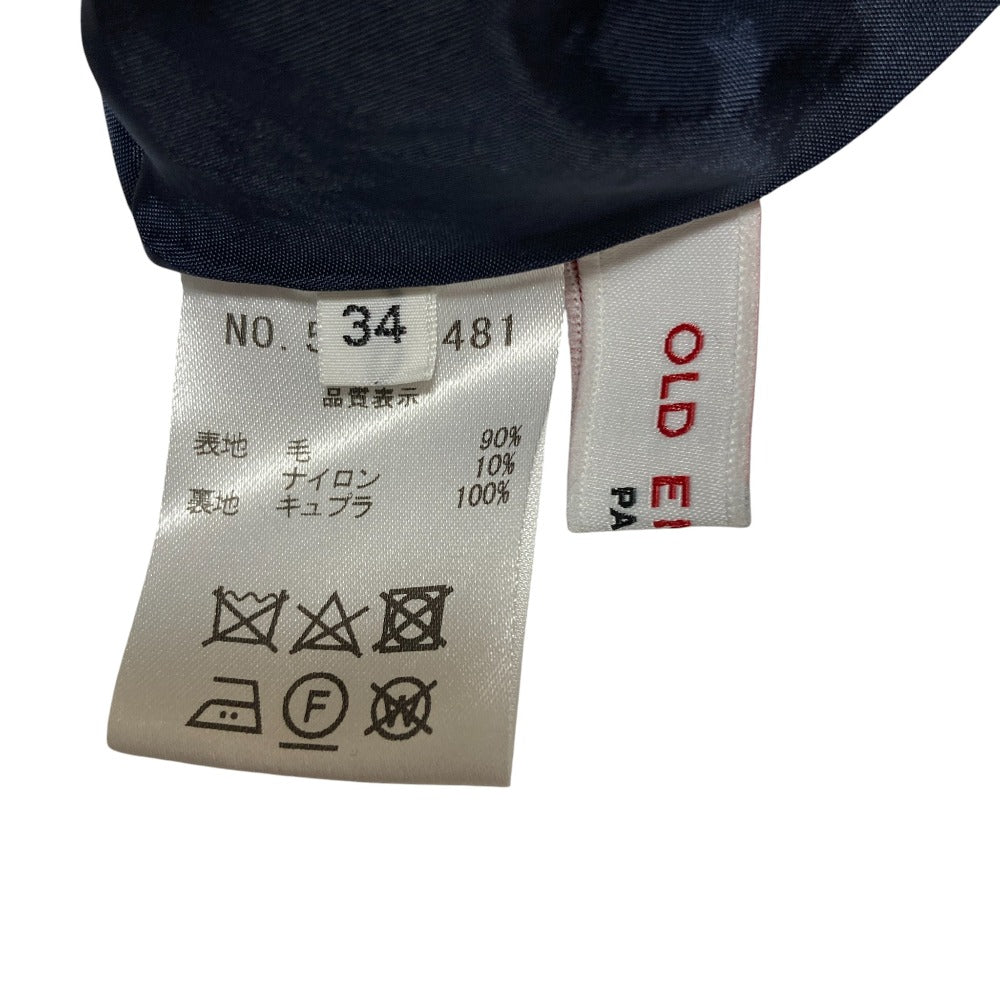 NO. 5 481
34
品質表示
表地 毛 90%
ナイロン 10%
裏地 キュプラ 100%
F
W
OLD
PA